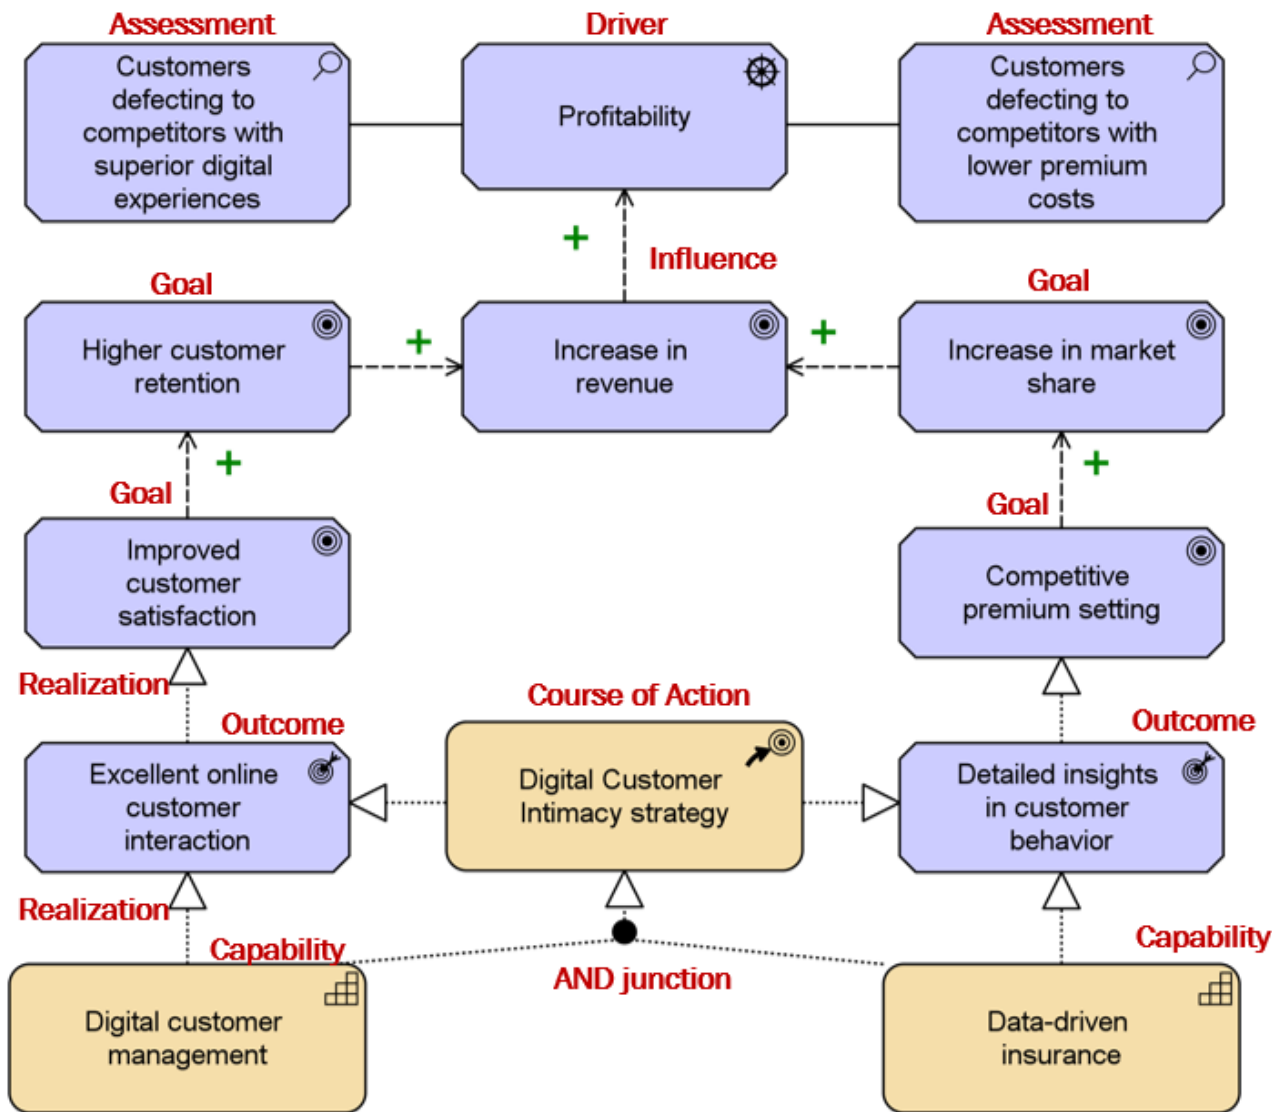 Assessment
Driver
Assessment
Customers
defecting to
competitors with
superior digital
experiences
Profitability
Customers
defecting to
competitors with
lower premium
costs
+
Influence
Goal
Goal
Higher customer
retention
+
Increase in
revenue
+
Increase in market
share
+
+
Goal
Goal
Improved
customer
satisfaction
Competitive
premium setting
Realization
Course of Action
Outcome
Outcome
Excellent online
customer
interaction
Digital Customer
Intimacy strategy
Detailed insights
in customer
behavior
Realization
Capability
AND junction
Capability
Digital customer
management
Data-driven
insurance